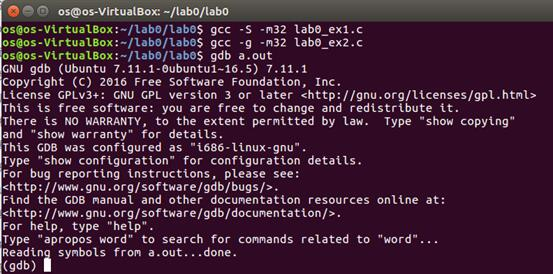 os@os-VirtualBox: ~/lab0/lab0
os@os-VirtualBox:~/lab0/lab0$ gcc -S -m32 lab0_ex1.c
os@os-VirtualBox:~/lab0/lab0$ gcc -g -m32 lab0_ex2.c
os@os-VirtualBox:~/lab0/lab0$ gdb a.out
GNU gdb (Ubuntu 7.11.1-0ubuntu1~16.5) 7.11.1
Copyright (C) 2016 Free Software Foundation, Inc.
License GPLv3+: GNU GPL version 3 or later <http://gnu.org/licenses/gpl.html>
This is free software: you are free to change and redistribute it.
There is NO WARRANTY, to the extent permitted by law.  Type "show copying"
and "show warranty" for details.
This GDB was configured as "i686-linux-gnu".
Type "show configuration" for configuration details.
For bug reporting instructions, please see:
<http://www.gnu.org/software/gdb/bugs/>.
Find the GDB manual and other documentation resources online at:
<http://www.gnu.org/software/gdb/documentation/>.
For help, type "help".
Type "apropos word" to search for commands related to "word"...
Reading symbols from a.out...done.
(gdb)